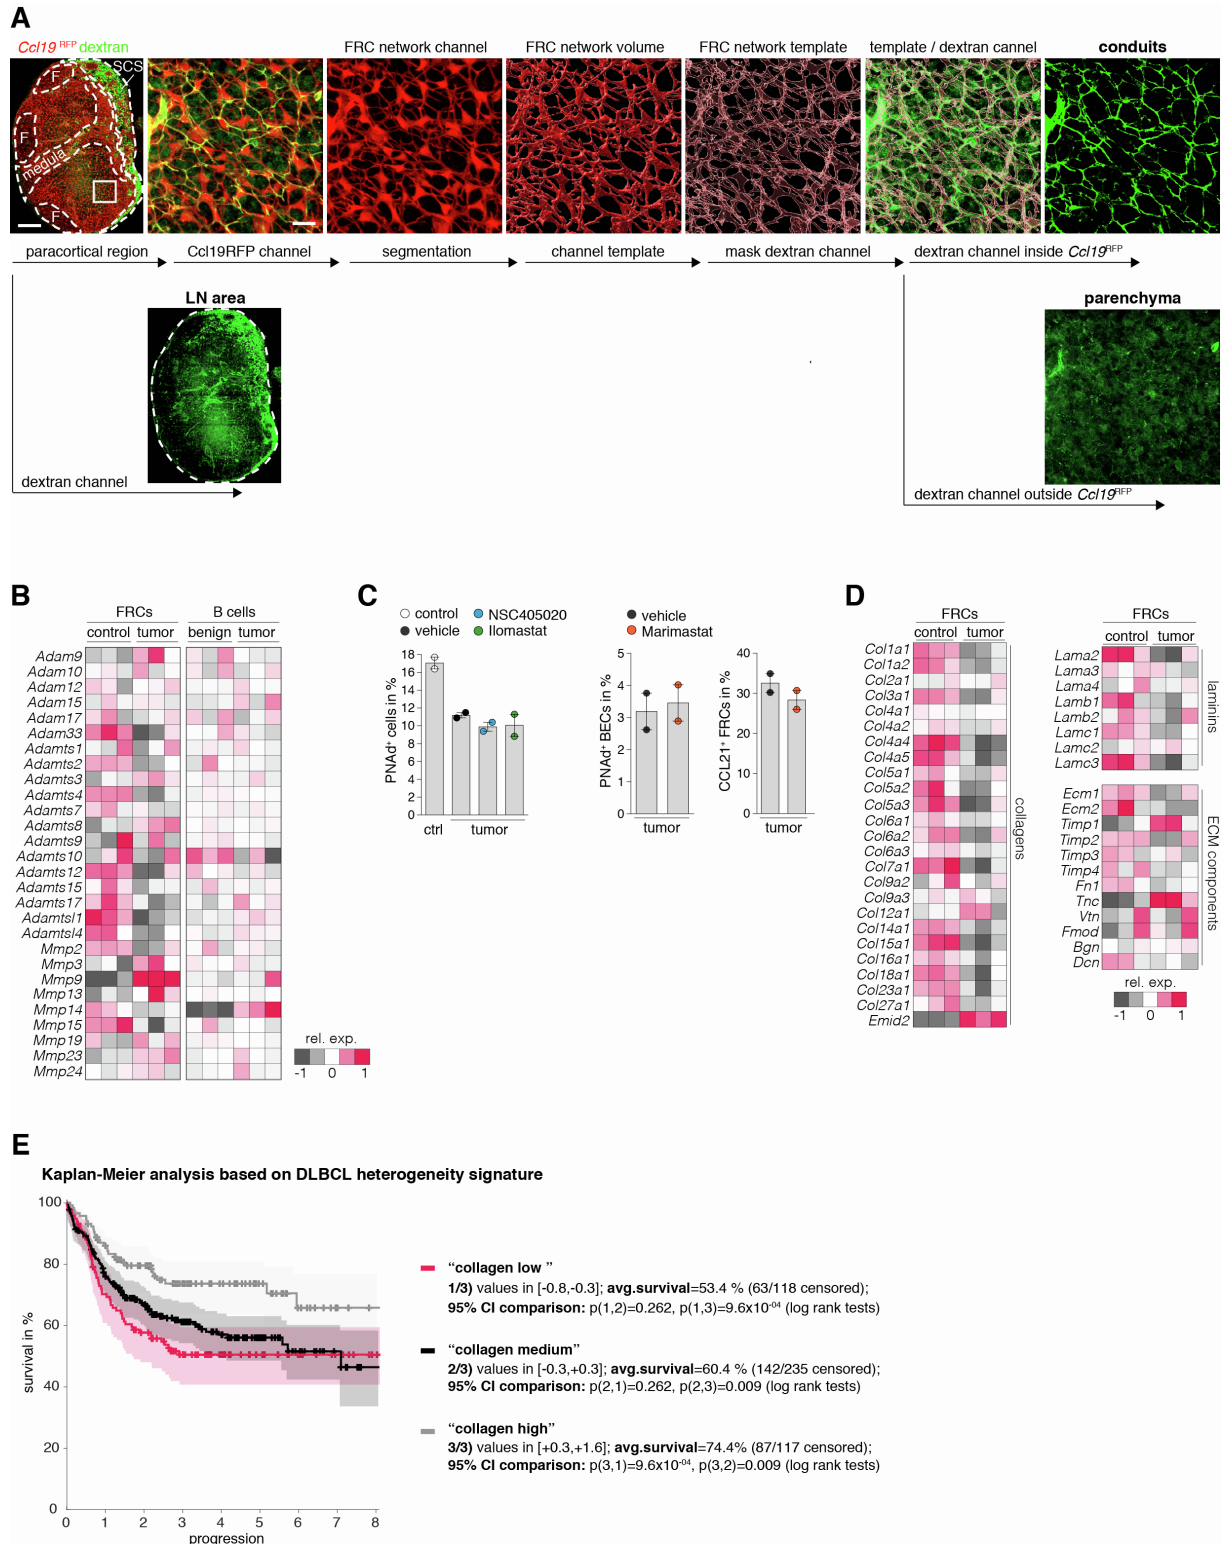 A
Ccl19 RFP dextran
FRC network channel
FRC network volume
FRC network template
template / dextran cannel
conduits
F
SCS
F
medula
F
paracortical region
Ccl19RFP channel
segmentation
channel template
mask dextran channel
dextran channel inside Ccl19RFP
LN area
parenchyma
dextran channel
dextran channel outside Ccl19RFP
B
FRCs B cells
control tumor benign tumor
Adam9
Adam10
Adam12
Adam15
Adam17
Adam33
Adamts1
Adamts2
Adamts3
Adamts4
Adamts7
Adamts8
Adamts9
Adamts10
Adamts12
Adamts15
Adamts17
Adamtsl1
Adamtsl4
Mmp2
Mmp3
Mmp9
Mmp13
Mmp14
Mmp15
Mmp19
Mmp23
Mmp24
rel. exp.
-1 0 1
C
control NSC405020
vehicle Ilomastat
PNAd+ cells in %
18
16
14
12
10
8
6
4
2
0
ctrl tumor
vehicle
Marimastat
PNAd+ BECs in %
5
4
3
2
1
0
tumor
CCL21+ FRCs in %
40
30
20
10
0
tumor
D
FRCs
control tumor
Col1a1
Col1a2
Col2a1
Col3a1
Col4a1
Col4a2
Col4a4
Col4a5
Col5a1
Col5a2
Col5a3
Col6a1
Col6a2
Col6a3
Col7a1
Col9a2
Col9a3
Col12a1
Col14a1
Col15a1
Col16a1
Col18a1
Col23a1
Col27a1
Emid2
collagens
FRCs
control tumor
Lama2
Lama3
Lama4
Lamb1
Lamb2
Lamc1
Lamc2
Lamc3
laminins
Ecm1
Ecm2
Timp1
Timp2
Timp3
Timp4
Fn1
Tnc
Vtn
Fmod
Bgn
Dcn
ECM components
rel. exp.
-1 0 1
E
Kaplan-Meier analysis based on DLBCL heterogeneity signature
survival in %
100
80
60
40
20
0
0 1 2 3 4 5 6 7 8
progression
“collagen low ”
1/3) values in [-0.8,-0.3]; avg.survival=53.4 % (63/118 censored);
95% CI comparison: p(1,2)=0.262, p(1,3)=9.6x10-04 (log rank tests)
“collagen medium”
2/3) values in [-0.3,+0.3]; avg.survival=60.4 % (142/235 censored);
95% CI comparison: p(2,1)=0.262, p(2,3)=0.009 (log rank tests)
“collagen high”
3/3) values in [+0.3,+1.6]; avg.survival=74.4% (87/117 censored);
95% CI comparison: p(3,1)=9.6x10-04, p(3,2)=0.009 (log rank tests)